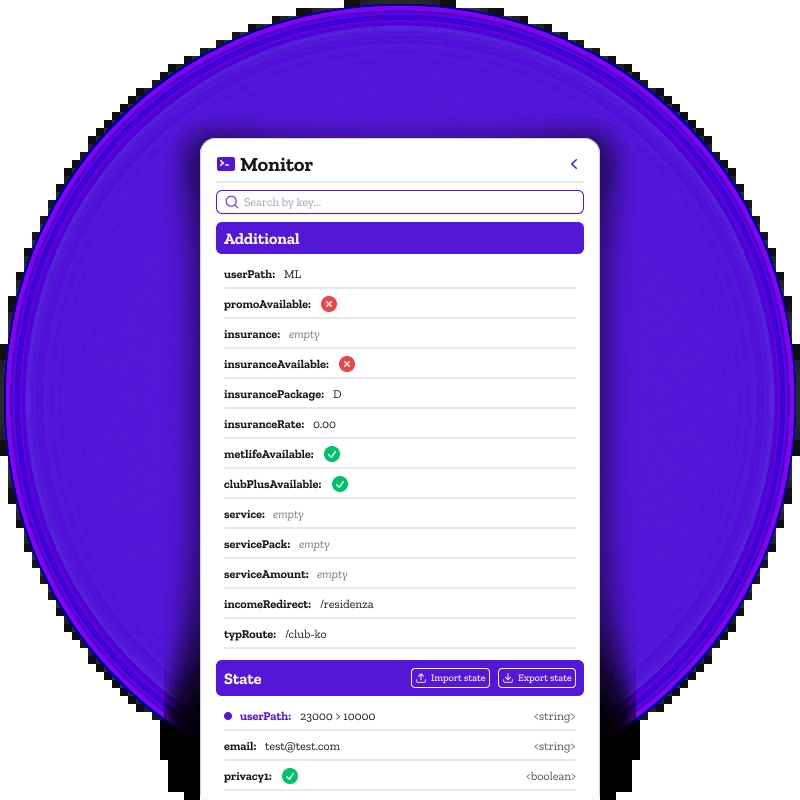 Monitor
Search by key...
Additional
userPath: ML
promoAvailable:
insurance: empty
insuranceAvailable:
insurancePackage: D
insuranceRate: 0.00
metlifeAvailable:
clubPlusAvailable:
service: empty
servicePack: empty
serviceAmount: empty
incomeRedirect: /residenza
typRoute: /club-ko
State Import state Export state
userPath: 23000 > 10000 <string>
email: test@test.com <string>
privacy1: <boolean>